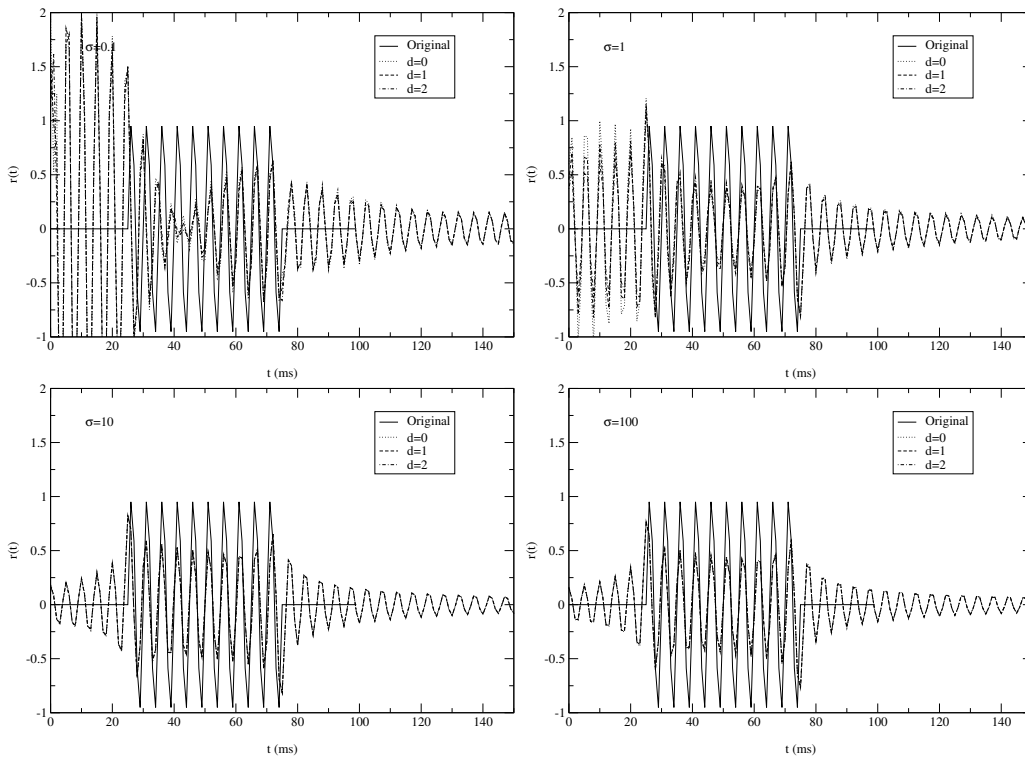 2
1.5
1
0.5
0
-0.5
-1
r(t)
σ=0.1
Original
d=0
d=1
d=2
0 20 40 60 80 100 120 140
t (ms)
2
1.5
1
0.5
0
-0.5
-1
r(t)
σ=1
Original
d=0
d=1
d=2
0 20 40 60 80 100 120 140
t (ms)
2
1.5
1
0.5
0
-0.5
-1
r(t)
σ=10
Original
d=0
d=1
d=2
0 20 40 60 80 100 120 140
t (ms)
2
1.5
1
0.5
0
-0.5
-1
r(t)
σ=100
Original
d=0
d=1
d=2
0 20 40 60 80 100 120 140
t (ms)